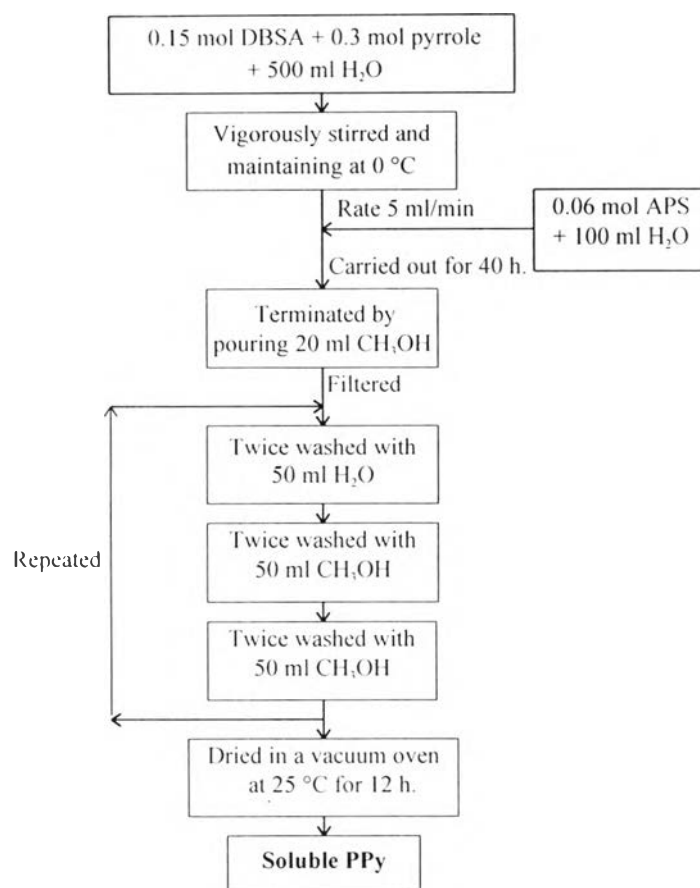 0.15 mol DBSA + 0.3 mol pyrrole
+ 500 ml H₂O
Vigorously stirred and
maintaining at 0 °C
Rate 5 ml/min
0.06 mol APS
+ 100 ml H₂O
Carried out for 40 h.
Terminated by
pouring 20 ml CH₃OH
Filtered
Twice washed with
50 ml H₂O
Repeated
Twice washed with
50 ml CH₃OH
Twice washed with
50 ml CH₃OH
Dried in a vacuum oven
at 25 °C for 12 h.
Soluble PPy